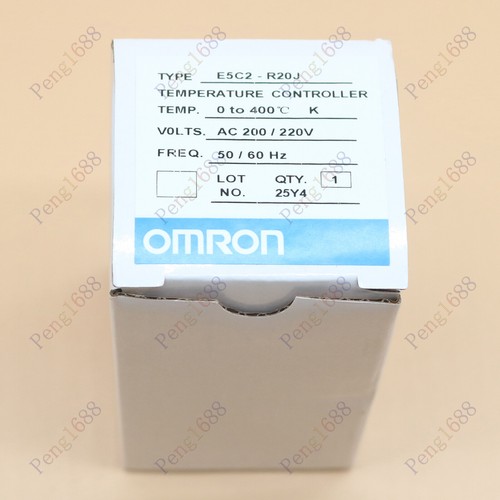 TYPE E5C2 - R20J
TEMPERATURE CONTROLLER
TEMP. 0 to 400℃ K
VOLTS. AC 200 / 220V
FREQ. 50 / 60 Hz
LOT QTY. 1
NO. 25Y4
OMRON
Peng1688